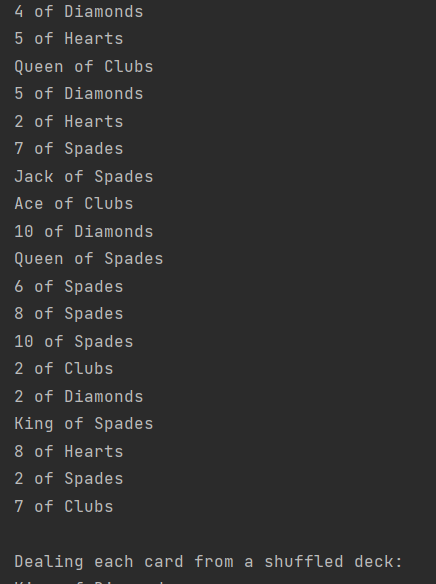 4 of Diamonds
5 of Hearts
Queen of Clubs
5 of Diamonds
2 of Hearts
7 of Spades
Jack of Spades
Ace of Clubs
10 of Diamonds
Queen of Spades
6 of Spades
8 of Spades
10 of Spades
2 of Clubs
2 of Diamonds
King of Spades
8 of Hearts
2 of Spades
7 of Clubs
Dealing each card from a shuffled deck: